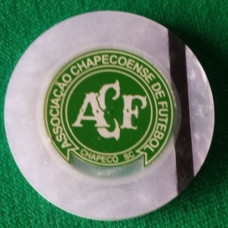 ASSOCIAÇÃO CHAPECOENSE DE FUTEBOL
ACF
CHAPECÓ SC